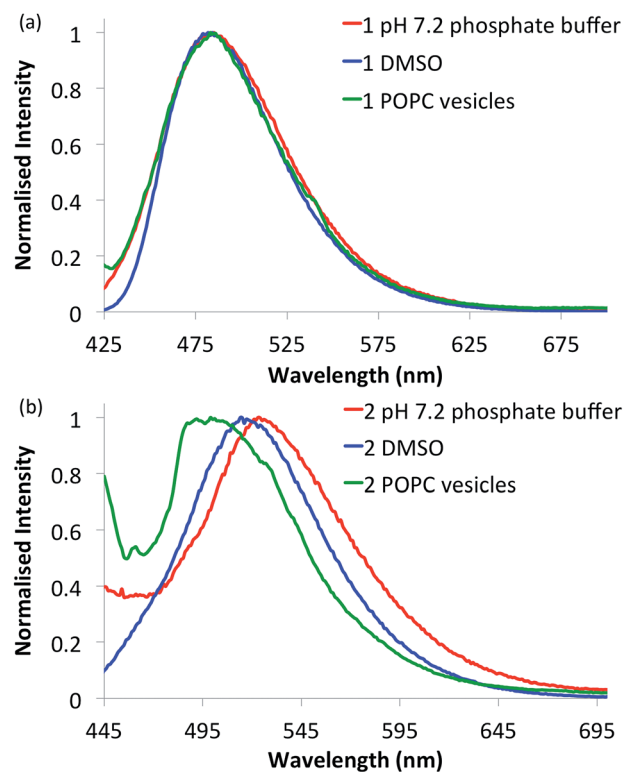 (a)
1 pH 7.2 phosphate buffer
1 DMSO
1 POPC vesicles
Normalised Intensity
1
0.8
0.6
0.4
0.2
0
425 475 525 575 625 675
Wavelength (nm)
(b)
2 pH 7.2 phosphate buffer
2 DMSO
2 POPC vesicles
Normalised Intensity
1
0.8
0.6
0.4
0.2
0
445 495 545 595 645 695
Wavelength (nm)